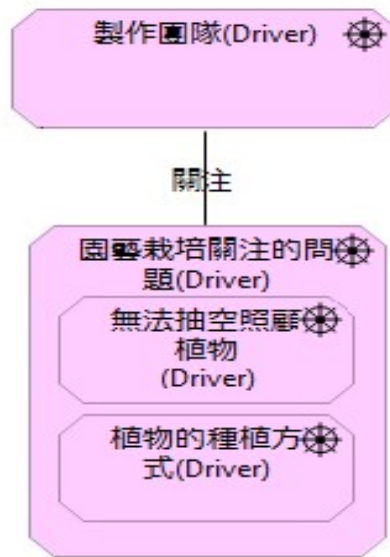 製作團隊(Driver)
關注
園藝栽培關注的問
題(Driver)
無法抽空照顧
植物
(Driver)
植物的種植方
式(Driver)